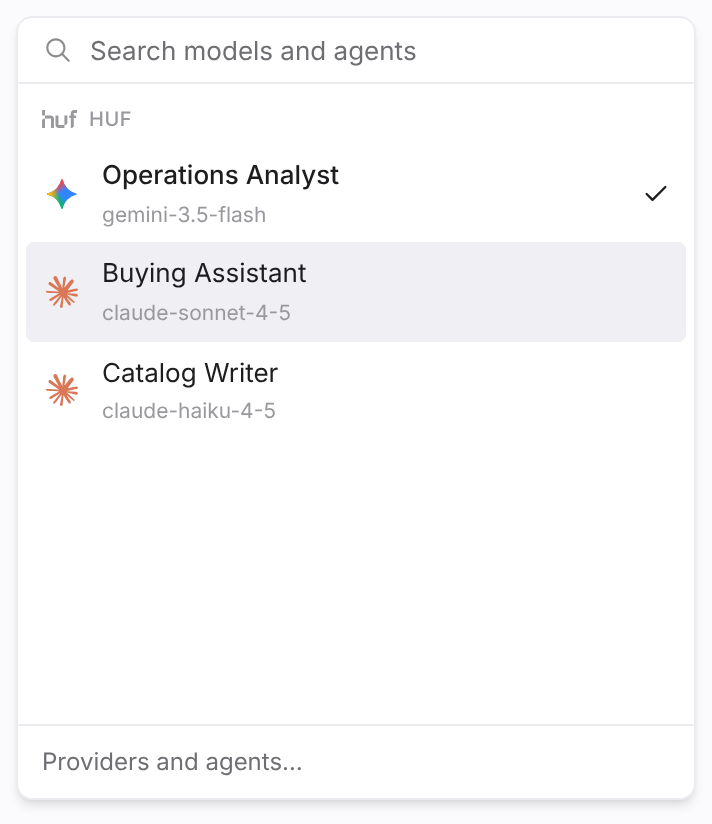 Search models and agents
huf HUF
Operations Analyst
gemini-3.5-flash
Buying Assistant
claude-sonnet-4-5
Catalog Writer
claude-haiku-4-5
Providers and agents...